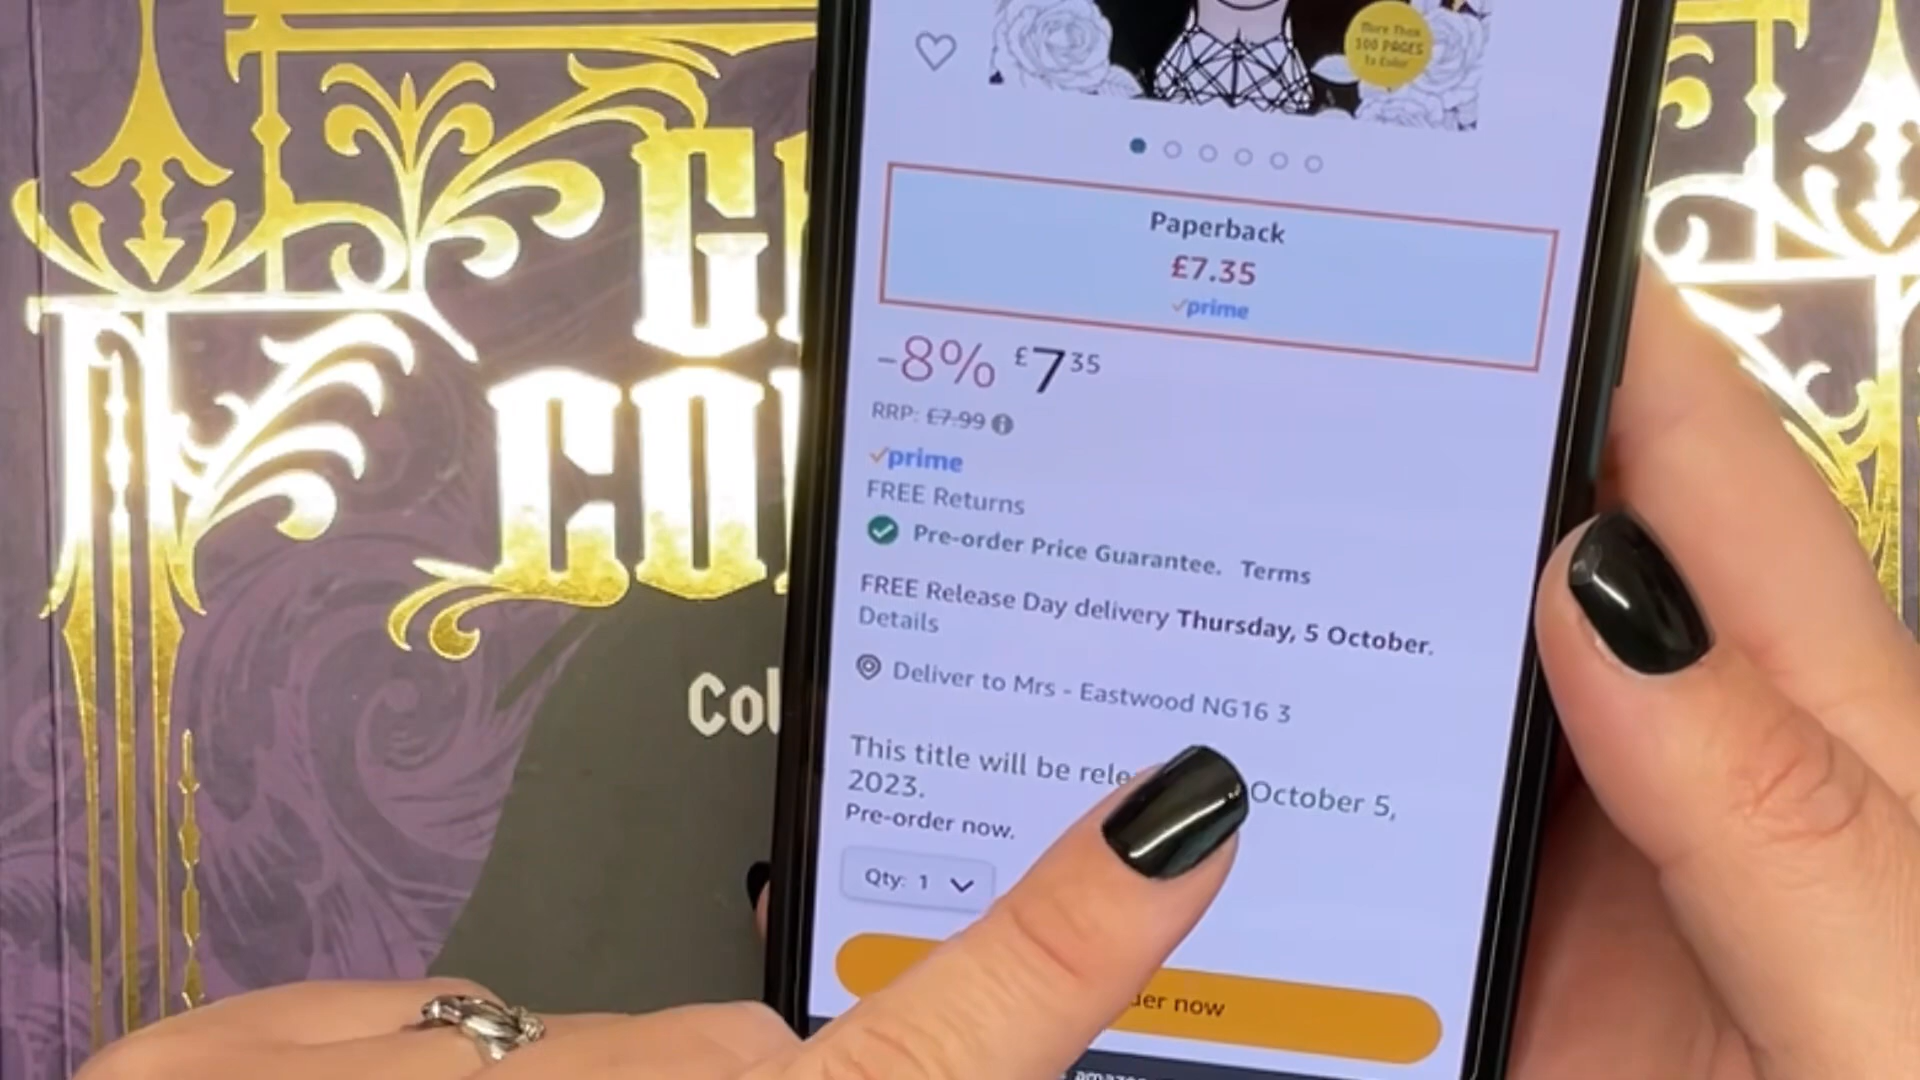 More Than
100 PAGES
to Color
Paperback
£7.35
prime
-8% £7 35
RRP: £7.99
prime
FREE Returns
Pre-order Price Guarantee. Terms
FREE Release Day delivery Thursday, 5 October.
Details
Deliver to Mrs - Eastwood NG16 3
This title will be rele October 5,
2023.
Pre-order now.
Qty: 1
der now
G
CO
Col